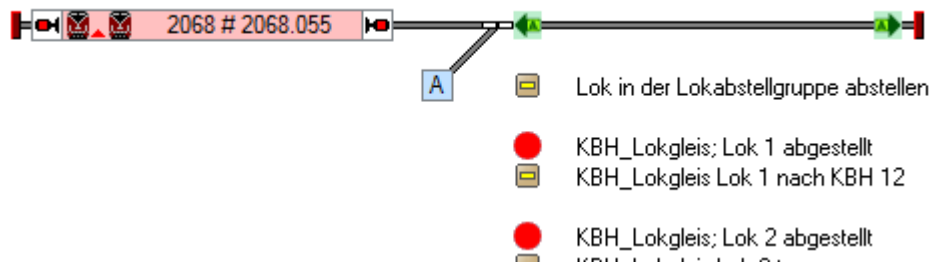 2068 # 2068.055
A
Lok in der Lokabstellgruppe abstellen
KBH_Lokgleis; Lok 1 abgestellt
KBH_Lokgleis Lok 1 nach KBH 12
KBH_Lokgleis; Lok 2 abgestellt